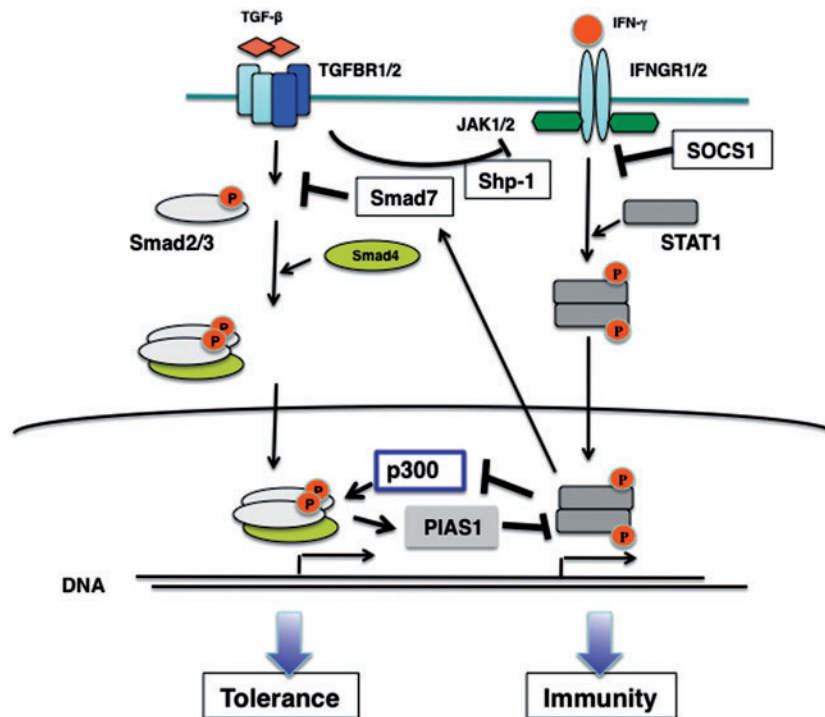 TGF-β
IFN-γ
TGFBR1/2
IFNGR1/2
JAK1/2
SOCS1
Shp-1
Smad7
P
Smad2/3
STAT1
Smad4
P
P
P
P
p300
P
P
P
PIAS1
P
DNA
Tolerance
Immunity